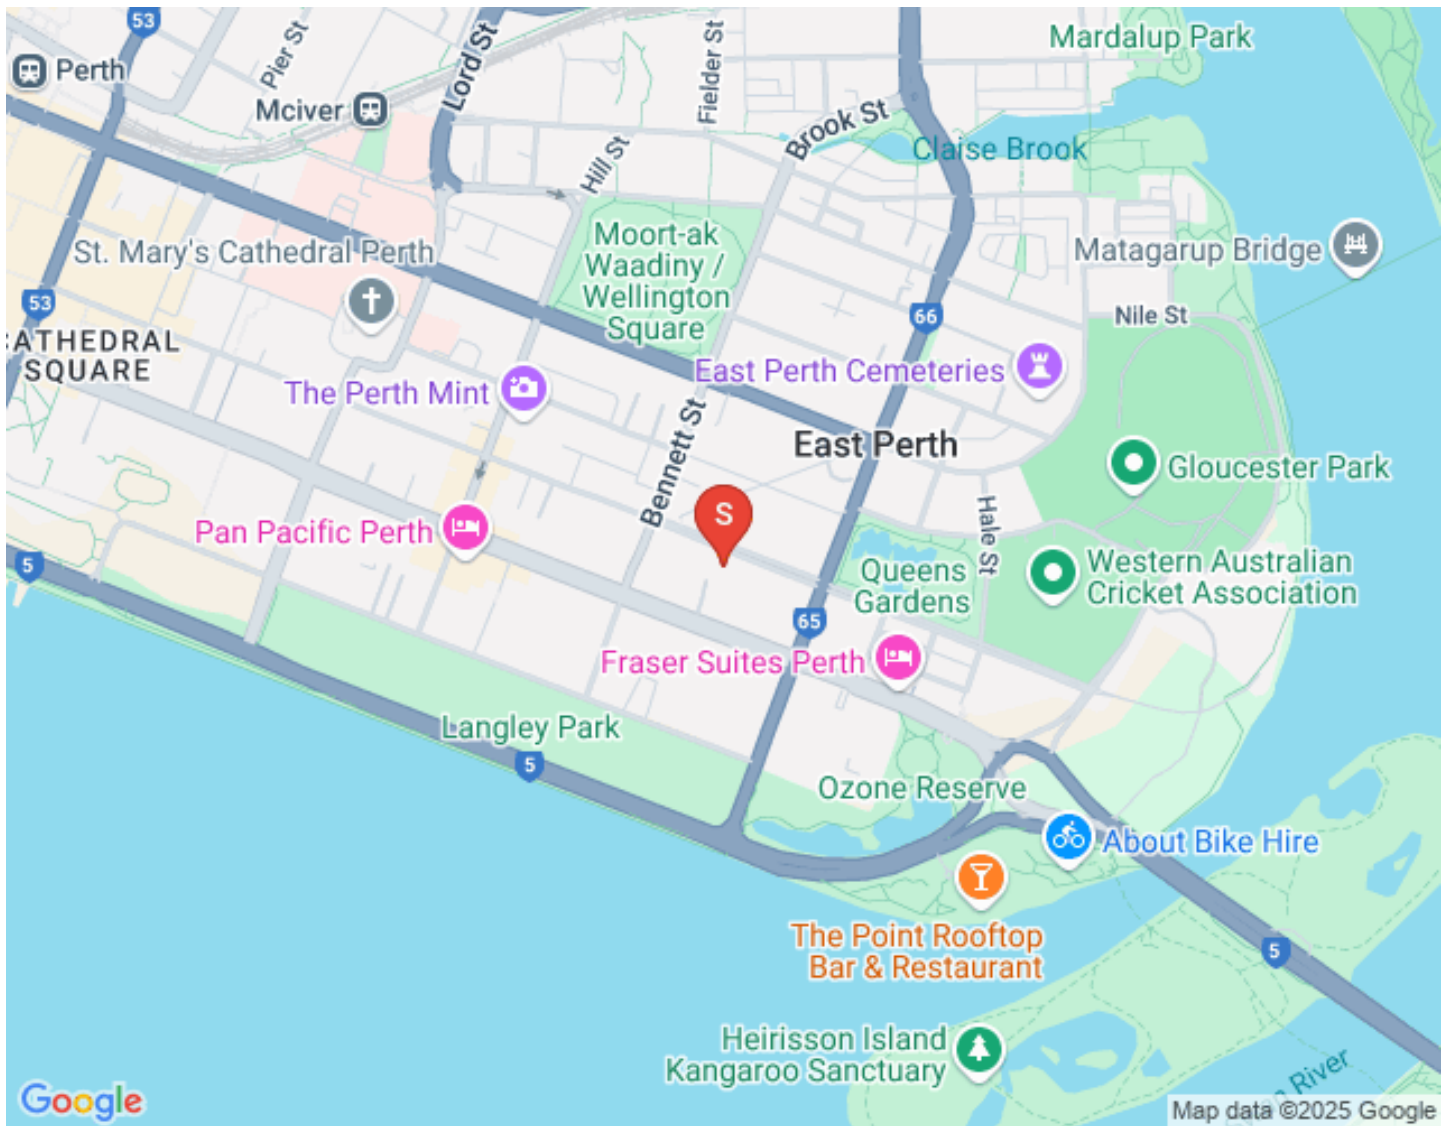 53
Perth
Pier St
Mciver
Lord St
Fielder St
Mardalup Park
Brook St
Claise Brook
Hill St
St. Mary's Cathedral Perth
Moort-ak
Waadiny /
Wellington
Square
Matagarup Bridge
53
66
Nile St
CATHEDRAL
SQUARE
The Perth Mint
East Perth Cemeteries
Bennett St
East Perth
Gloucester Park
S
Hale St
Pan Pacific Perth
5
Queens
Gardens
Western Australian
Cricket Association
65
Fraser Suites Perth
Langley Park
5
Ozone Reserve
About Bike Hire
The Point Rooftop
Bar & Restaurant
5
Heirisson Island
Kangaroo Sanctuary
River
Google
Map data ©2025 Google